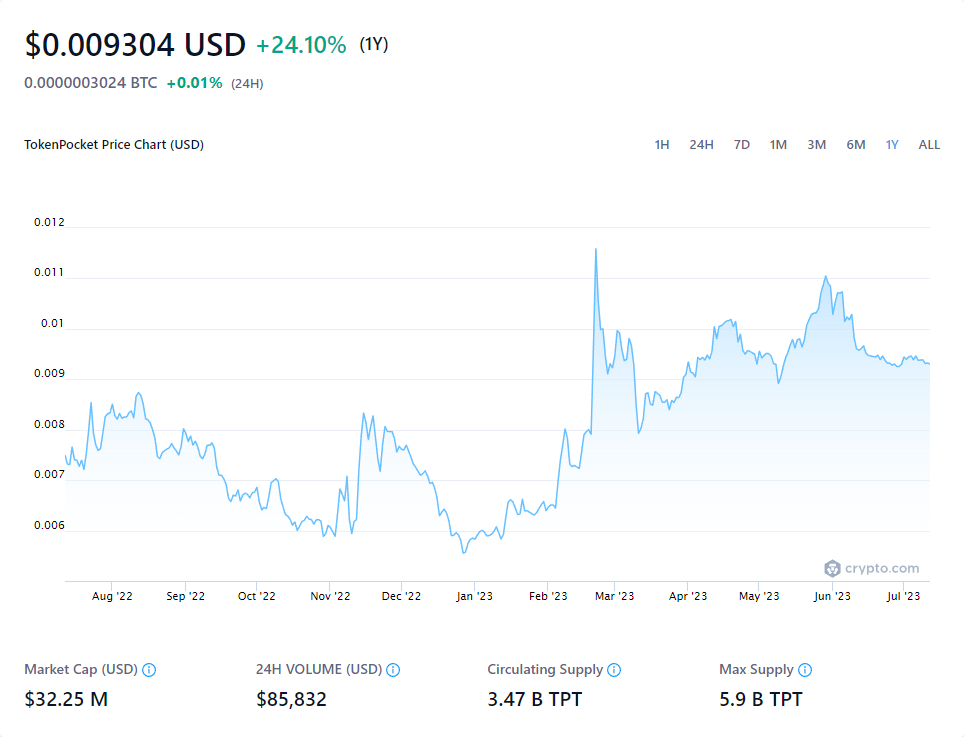 $0.009304 USD +24.10% (1Y)
0.0000003024 BTC +0.01% (24H)
TokenPocket Price Chart (USD) 1H 24H 7D 1M 3M 6M 1Y ALL
0.012
0.011
0.01
0.009
0.008
0.007
0.006
crypto.com
Aug '22 Sep '22 Oct '22 Nov '22 Dec '22 Jan '23 Feb '23 Mar '23 Apr '23 May '23 Jun '23 Jul '23
Market Cap (USD) 24H VOLUME (USD) Circulating Supply Max Supply
$32.25 M $85,832 3.47 B TPT 5.9 B TPT